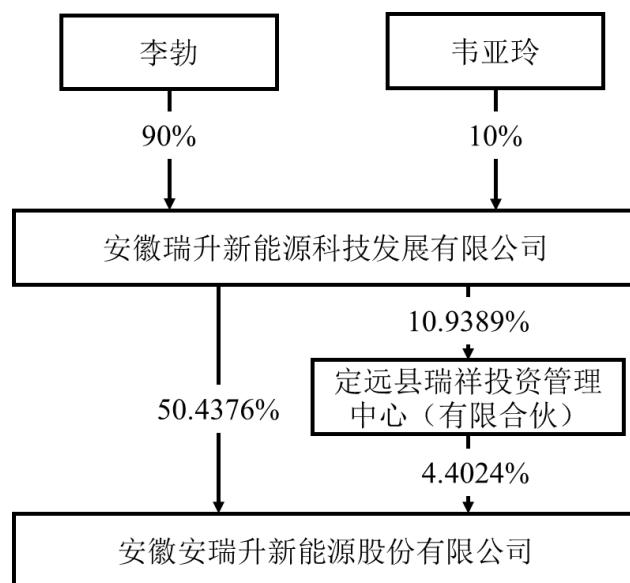 李勃
韦亚玲
90%
10%
安徽瑞升新能源科技发展有限公司
10.9389%
定远县瑞祥投资管理
中心（有限合伙）
50.4376%
4.4024%
安徽安瑞升新能源股份有限公司